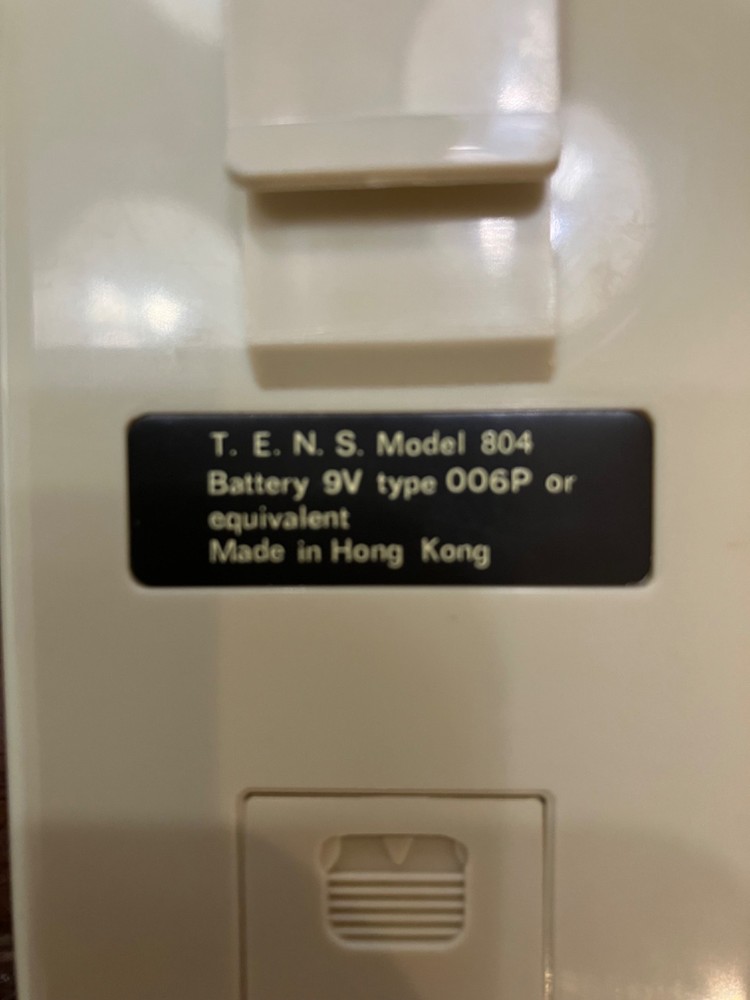 T. E. N. S. Model 804
Battery 9V type 006P or
equivalent
Made in Hong Kong